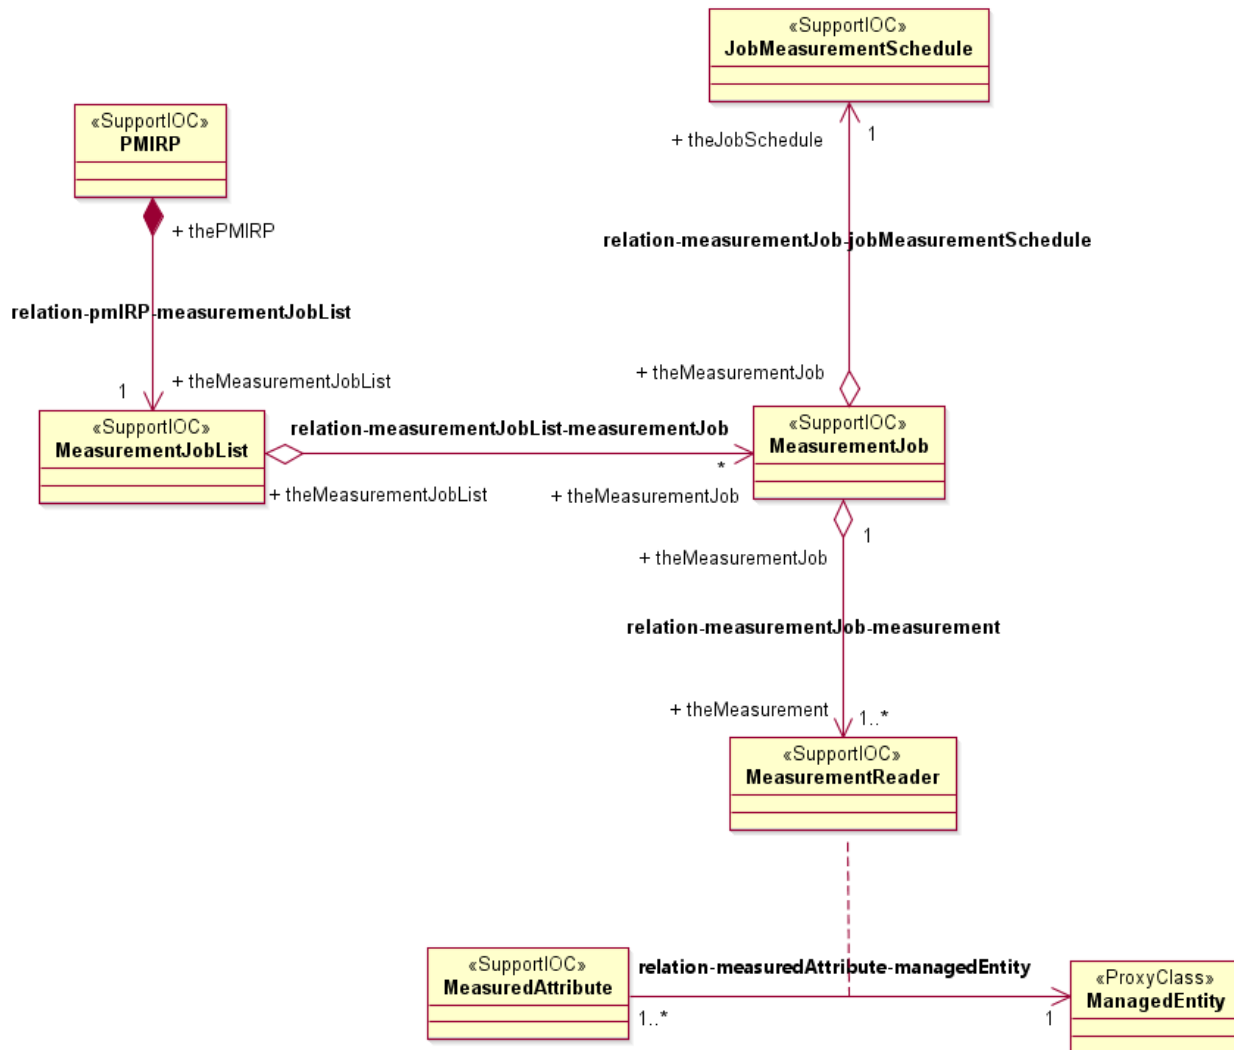 «SupportIOC»
JobMeasurementSchedule
«SupportIOC»
PMIRP
+ theJobSchedule
1
+ thePMIRP
relation-measurementJob-jobMeasurementSchedule
relation-pmIRP-measurementJobList
+ theMeasurementJob
1
+ theMeasurementJobList
«SupportIOC»
MeasurementJobList
relation-measurementJobList-measurementJob
«SupportIOC»
MeasurementJob
*
+ theMeasurementJobList
+ theMeasurementJob
1
+ theMeasurementJob
relation-measurementJob-measurement
+ theMeasurement
1..*
«SupportIOC»
MeasurementReader
«SupportIOC»
MeasuredAttribute
relation-measuredAttribute-managedEntity
1..*
1
«ProxyClass»
ManagedEntity